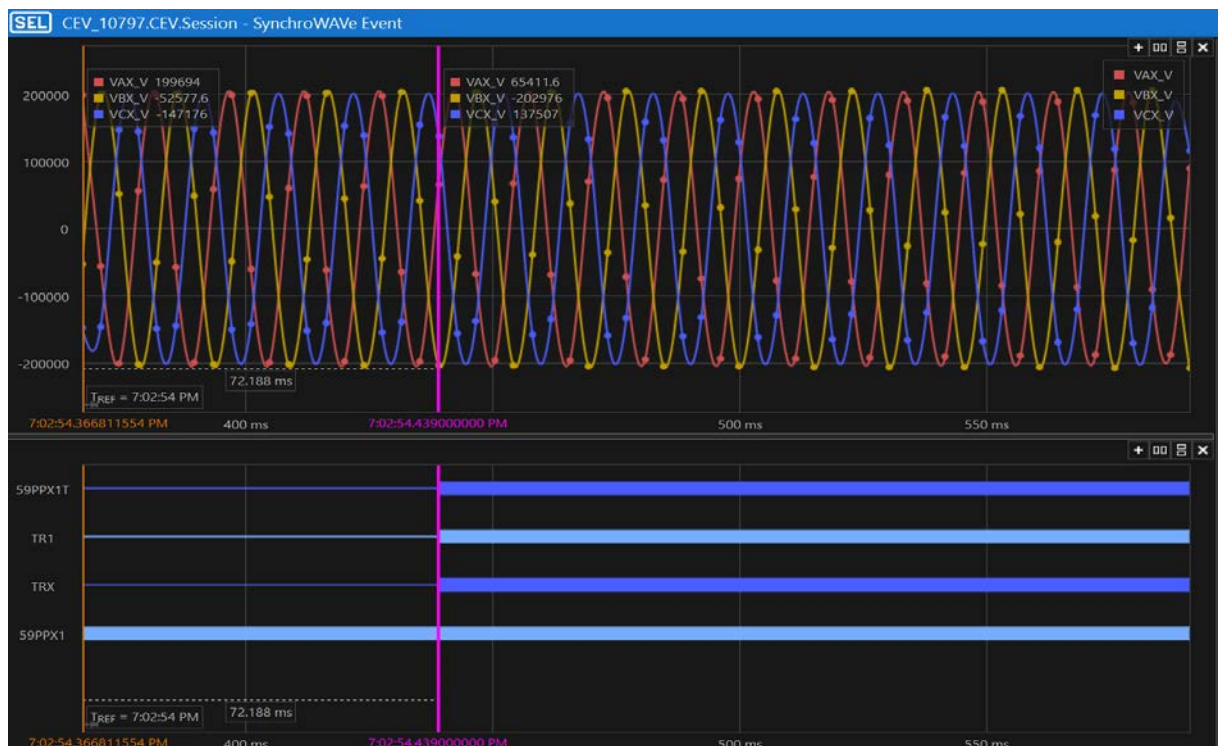 SEL CEV_10797.CEV.Session - SynchroWAVe Event
VAX_V 199694
VBX_V -52577.6
VCX_V -147176
VAX_V 65411.6
VBX_V -202976
VCX_V 137507
VAX_V
VBX_V
VCX_V
200000
100000
0
-100000
-200000
72.188 ms
TREF = 7:02:54 PM
7:02:54.366811554 PM 400 ms 7:02:54.439000000 PM 500 ms 550 ms
59PPX1T
TR1
TRX
59PPX1
72.188 ms
TREF = 7:02:54 PM
7:02:54.366811554 PM 400 ms 7:02:54.439000000 PM 500 ms 550 ms